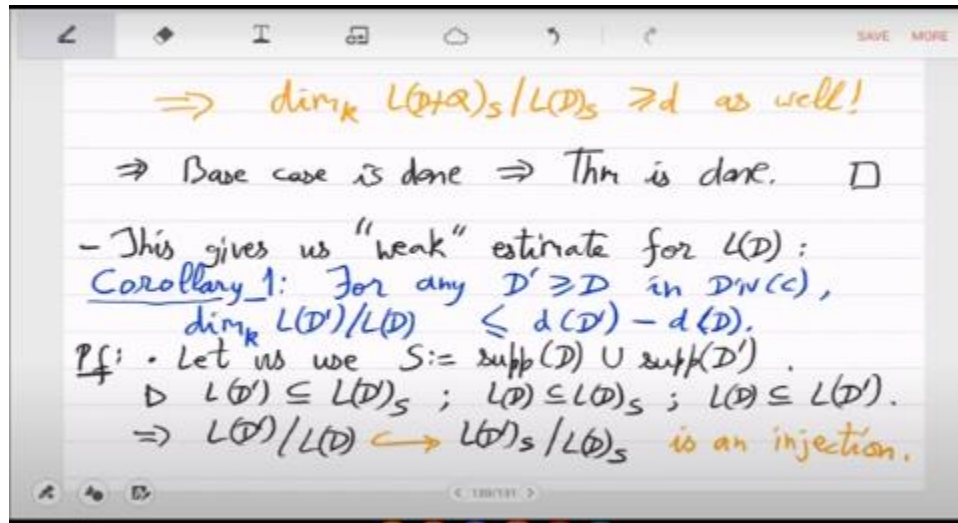 SAVE MORE
⇒ dim_k L(D+Q)_S / L(D)_S ≥ d as well!
⇒ Base case is done ⇒ Thm is done. □
- This gives us "weak" estimate for L(D) :
Corollary_1: For any D' ≥ D in Div(C),
dim_k L(D')/L(D) ≤ d(D') - d(D).
Pf: • Let us use S := supp(D) ∪ supp(D') .
▷ L(D') ⊆ L(D')_S ; L(D) ⊆ L(D)_S ; L(D) ⊆ L(D').
⇒ L(D')/L(D) ↪ L(D')_S / L(D)_S is an injection.